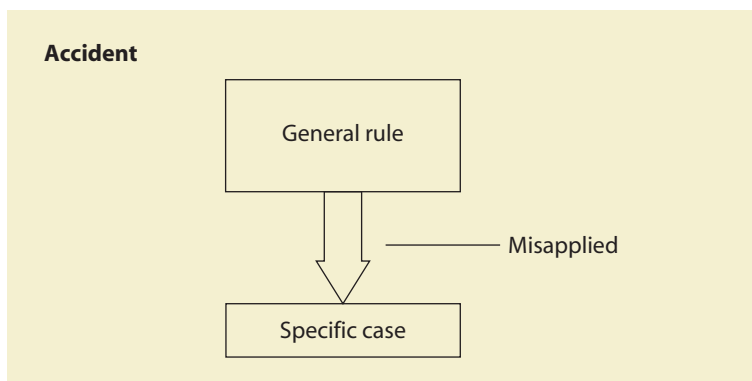 Accident
General rule
Misapplied
Specific case